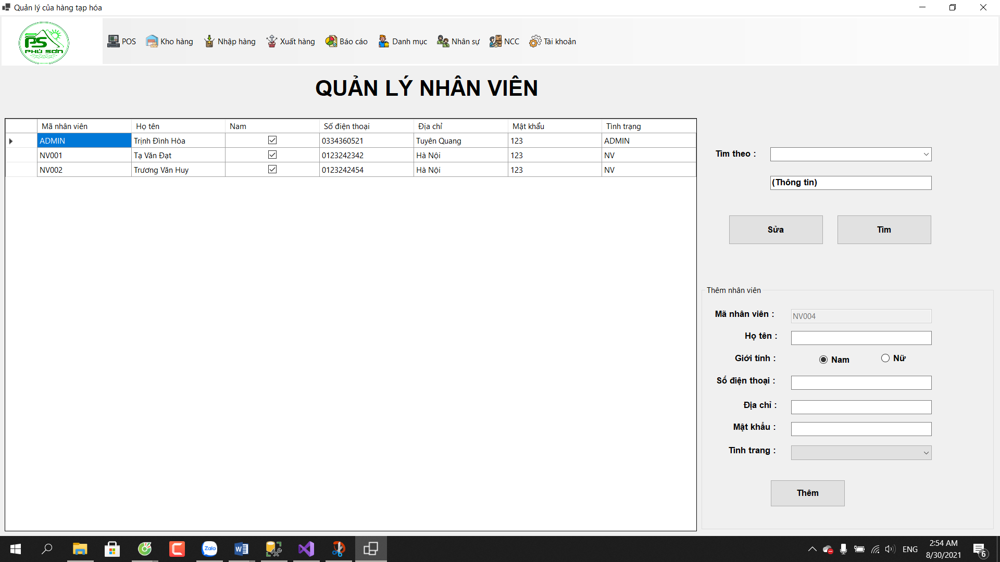 Quản lý của hàng tạp hóa
PS
PHÚ SƠN
POS Kho hàng Nhập hàng Xuất hàng Báo cáo Danh mục Nhân sự NCC Tài khoản
QUẢN LÝ NHÂN VIÊN
Mã nhân viên Họ tên Nam Số điện thoại Địa chỉ Mật khẩu Tình trạng
ADMIN Trịnh Đình Hòa 0334360521 Tuyên Quang 123 ADMIN
NV001 Tạ Văn Đạt 0123242342 Hà Nội 123 NV
NV002 Trương Văn Huy 0123242454 Hà Nội 123 NV
Tìm theo :
(Thông tin)
Sửa Tìm
Thêm nhân viên
Mã nhân viên : NV004
Họ tên :
Giới tính : Nam Nữ
Số điện thoại :
Địa chỉ :
Mật khẩu :
Tình trang :
Thêm
Zalo
ENG
2:54 AM
8/30/2021
6